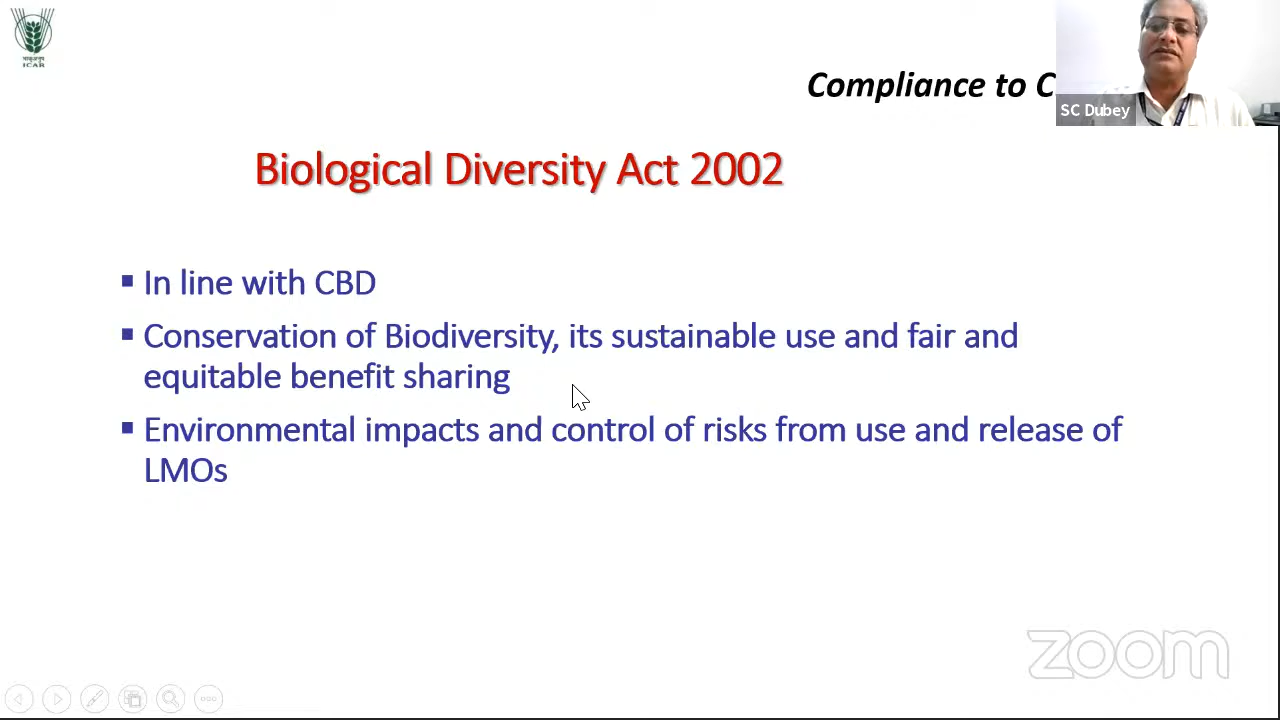 ICAR
Compliance to C
SC Dubey
Biological Diversity Act 2002
▪ In line with CBD
▪ Conservation of Biodiversity, its sustainable use and fair and
equitable benefit sharing
▪ Environmental impacts and control of risks from use and release of
LMOs
zoom